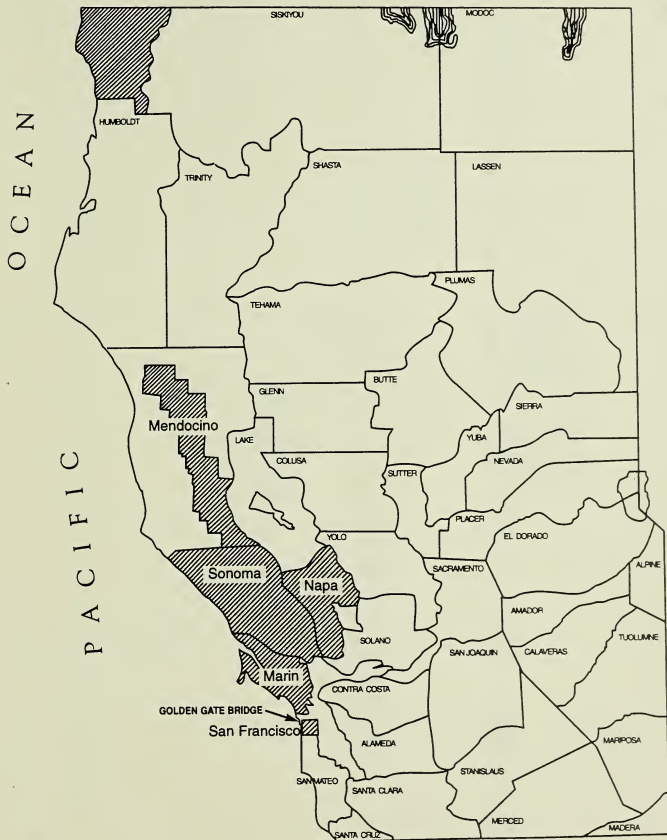 SISKIYOU
MODOC
OCEAN
HUMBOLDT
TRINITY
SHASTA
LASSEN
PLUMAS
TEHAMA
BUTTE
GLENN
SIERRA
Mendocino
LAKE
YUBA
COLUSA
NEVADA
SUTTER
PACIFIC
PLACER
YOLO
EL DORADO
Sonoma
Napa
SACRAMENTO
ALPINE
AMADOR
SOLANO
TUOLUMNE
SAN JOAQUIN
CALAVERAS
Marin
CONTRA COSTA
GOLDEN GATE BRIDGE
San Francisco
ALAMEDA
MARIPOSA
STANISLAUS
SAN MATEO
SANTA CLARA
MERCED
MADERA
SANTA CRUZ